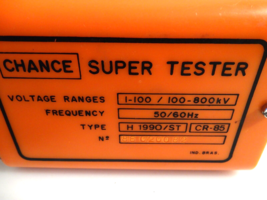 CHANCE SUPER TESTER
VOLTAGE RANGES 1-100 / 100-800kV
FREQUENCY 50/60Hz
TYPE H 1990/ST CR-85
Nº